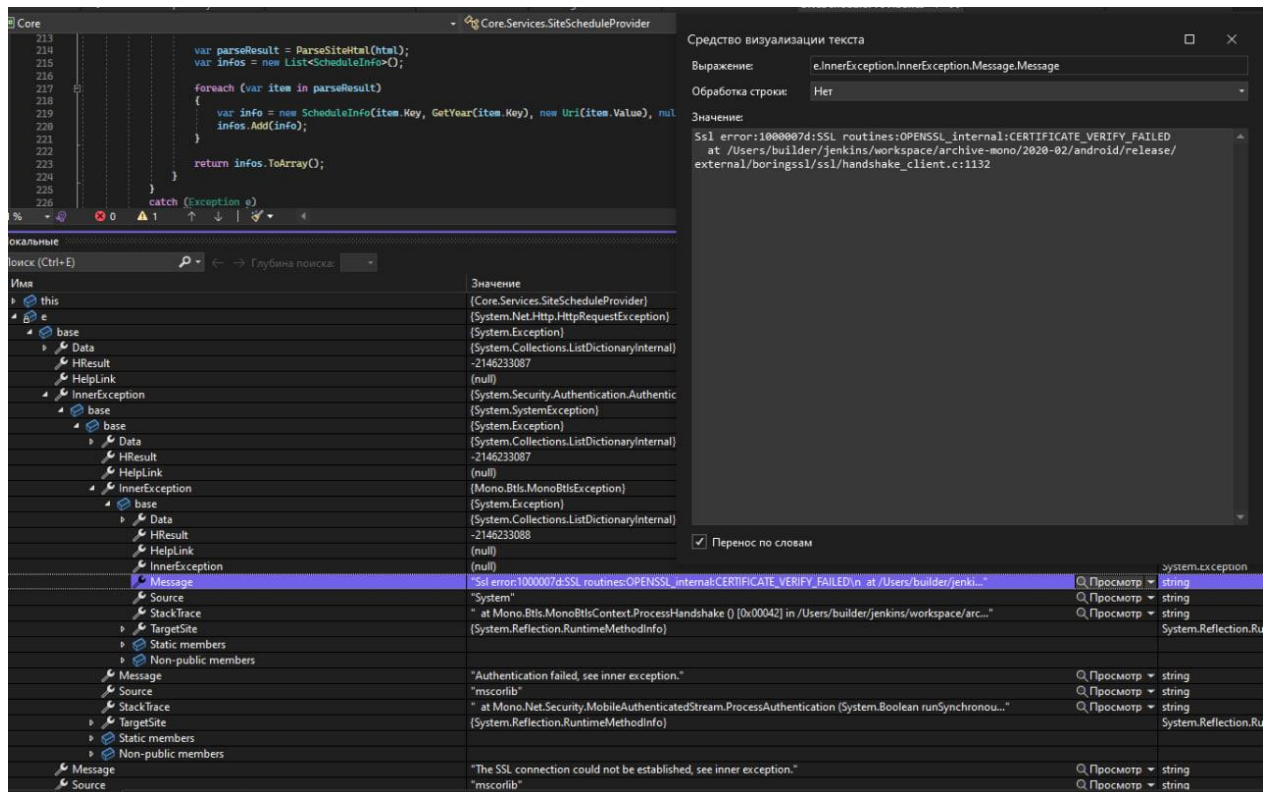 Core
Core.Services.SiteScheduleProvider
213
214 var parseResult = ParseSiteHtml(html);
215 var infos = new List<ScheduleInfo>();
216
217 foreach (var item in parseResult)
218 {
219 var info = new ScheduleInfo(item.Key, GetYear(item.Key), new Uri(item.Value), nul
220 infos.Add(info);
221 }
222
223 return infos.ToArray();
224 }
225 }
226 catch (Exception e)
% 0 1
Средство визуализации текста
Выражение: e.InnerException.InnerException.Message.Message
Обработка строки: Нет
Значение:
Ssl error:1000007d:SSL routines:OPENSSL_internal:CERTIFICATE_VERIFY_FAILED
at /Users/builder/jenkins/workspace/archive-mono/2020-02/android/release/
external/boringssl/ssl/handshake_client.c:1132
Перенос по словам
окальные
Поиск (Ctrl+E) Глубина поиска:
Имя Значение
this {Core.Services.SiteScheduleProvider}
e {System.Net.Http.HttpRequestException}
base {System.Exception}
Data {System.Collections.ListDictionaryInternal}
HResult -2146233087
HelpLink (null)
InnerException {System.Security.Authentication.Authentic
base {System.SystemException}
base {System.Exception}
Data {System.Collections.ListDictionaryInternal}
HResult -2146233087
HelpLink (null)
InnerException {Mono.Btls.MonoBtlsException}
base {System.Exception}
Data {System.Collections.ListDictionaryInternal}
HResult -2146233088
HelpLink (null)
InnerException (null) System.Exception
Message "Ssl error:1000007d:SSL routines:OPENSSL_internal:CERTIFICATE_VERIFY_FAILED\n at /Users/builder/jenki..." Просмотр string
Source "System" Просмотр string
StackTrace " at Mono.Btls.MonoBtlsContext.ProcessHandshake () [0x00042] in /Users/builder/jenkins/workspace/arc..." Просмотр string
TargetSite {System.Reflection.RuntimeMethodInfo} System.Reflection.Ru
Static members
Non-public members
Message "Authentication failed, see inner exception." Просмотр string
Source "mscorlib" Просмотр string
StackTrace " at Mono.Net.Security.MobileAuthenticatedStream.ProcessAuthentication (System.Boolean runSynchronou..." Просмотр string
TargetSite {System.Reflection.RuntimeMethodInfo} System.Reflection.Ru
Static members
Non-public members
Message "The SSL connection could not be established, see inner exception." Просмотр string
Source "mscorlib" Просмотр string